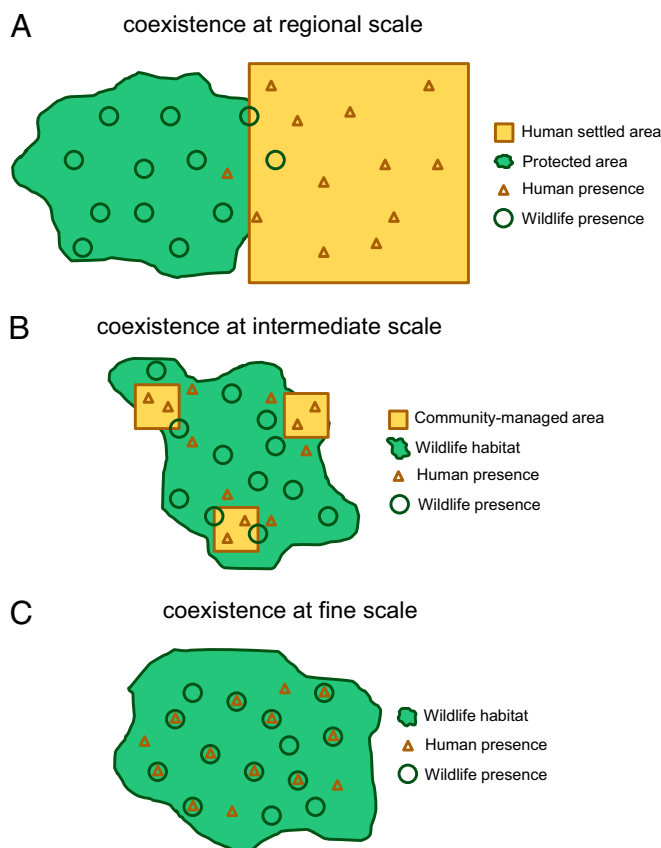 A
coexistence at regional scale
Human settled area
Protected area
Human presence
Wildlife presence
B
coexistence at intermediate scale
Community-managed area
Wildlife habitat
Human presence
Wildlife presence
C
coexistence at fine scale
Wildlife habitat
Human presence
Wildlife presence